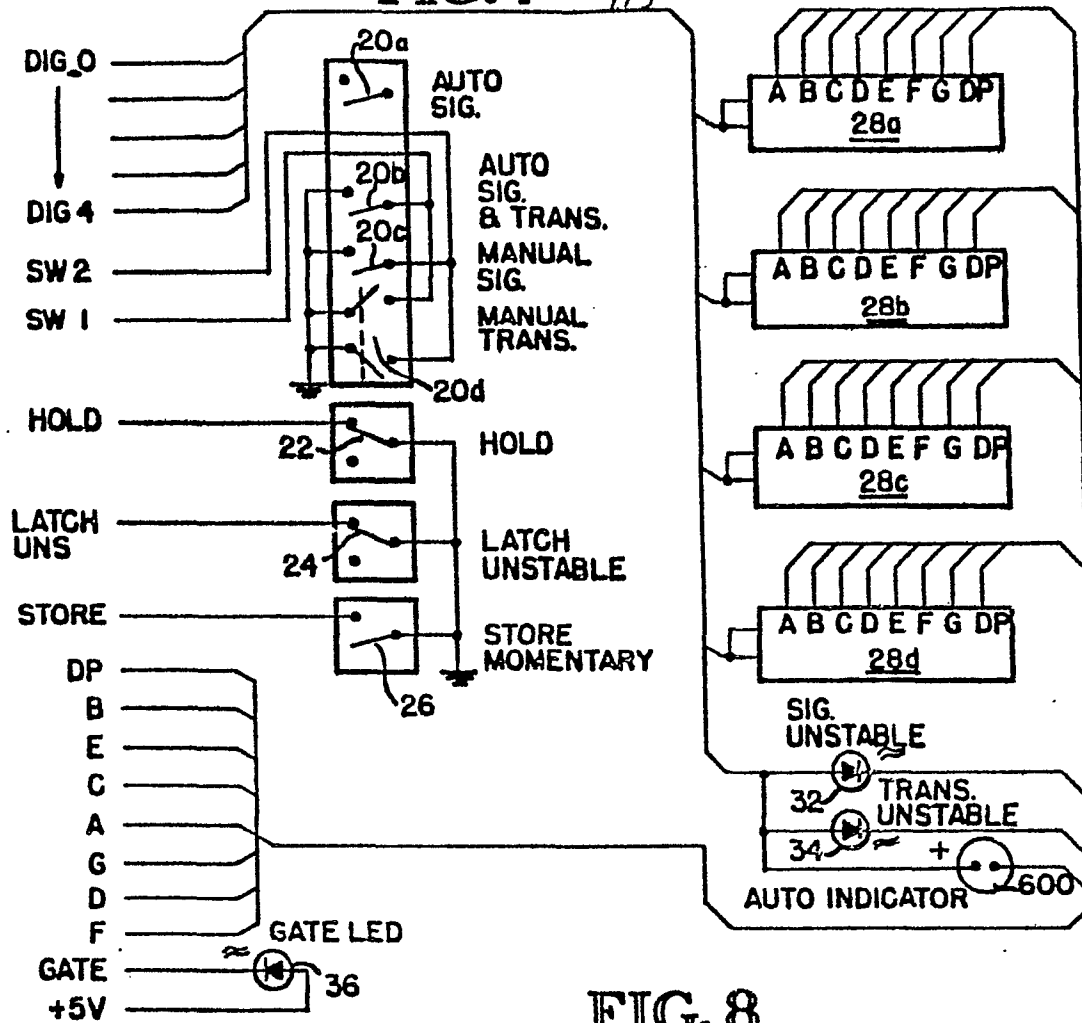 DIG_0
DIG 4
SW 2
SW 1
HOLD
LATCH
UNS
STORE
DP
B
E
C
A
G
D
F
GATE
+5V
20a
AUTO
SIG.
20b
AUTO
SIG.
& TRANS.
20c
MANUAL
SIG.
MANUAL
TRANS.
20d
22
HOLD
24
LATCH
UNSTABLE
STORE
MOMENTARY
26
GATE LED
36
A B C D E F G DP
28a
A B C D E F G DP
28b
A B C D E F G DP
28c
A B C D E F G DP
28d
SIG.
UNSTABLE
32
TRANS.
UNSTABLE
34
+
600
AUTO INDICATOR
FIG. 8